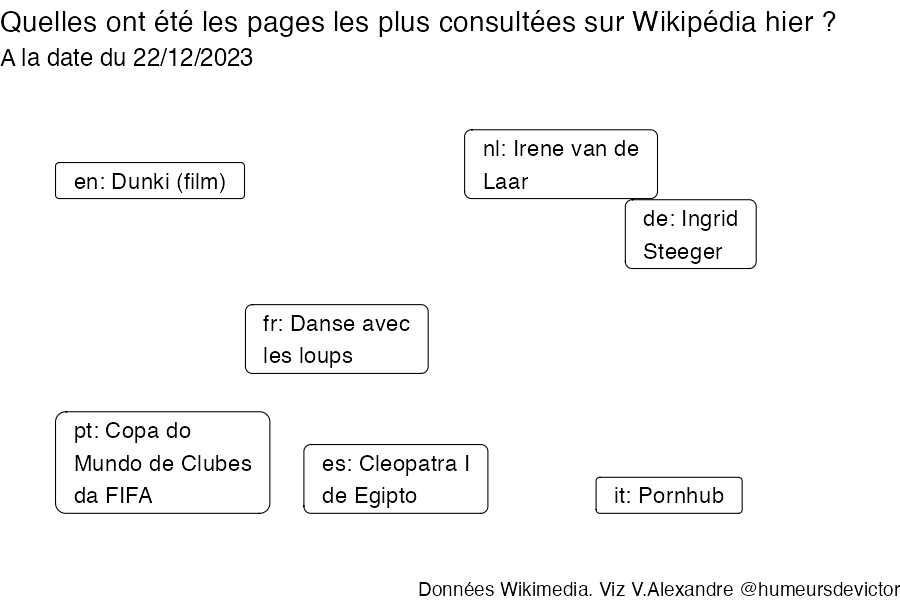 Quelles ont été les pages les plus consultées sur Wikipédia hier ?
A la date du 22/12/2023
en: Dunki (film)
nl: Irene van de
Laar
de: Ingrid
Steeger
fr: Danse avec
les loups
pt: Copa do
Mundo de Clubes
da FIFA
es: Cleopatra I
de Egipto
it: Pornhub
Données Wikimedia. Viz V.Alexandre @humeursdevictor